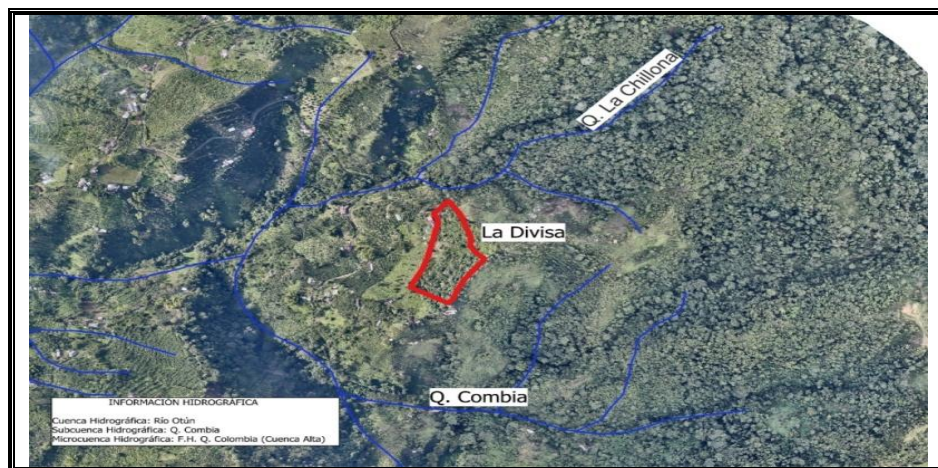 Q. La Chillona
La Divisa
Q. Combia
INFORMACIÓN HIDROGRÁFICA
Cuenca Hidrográfica: Río Otún
Subcuenca Hidrográfica: Q. Combia
Microcuenca Hidrográfica: F.H. Q. Colombia (Cuenca Alta)